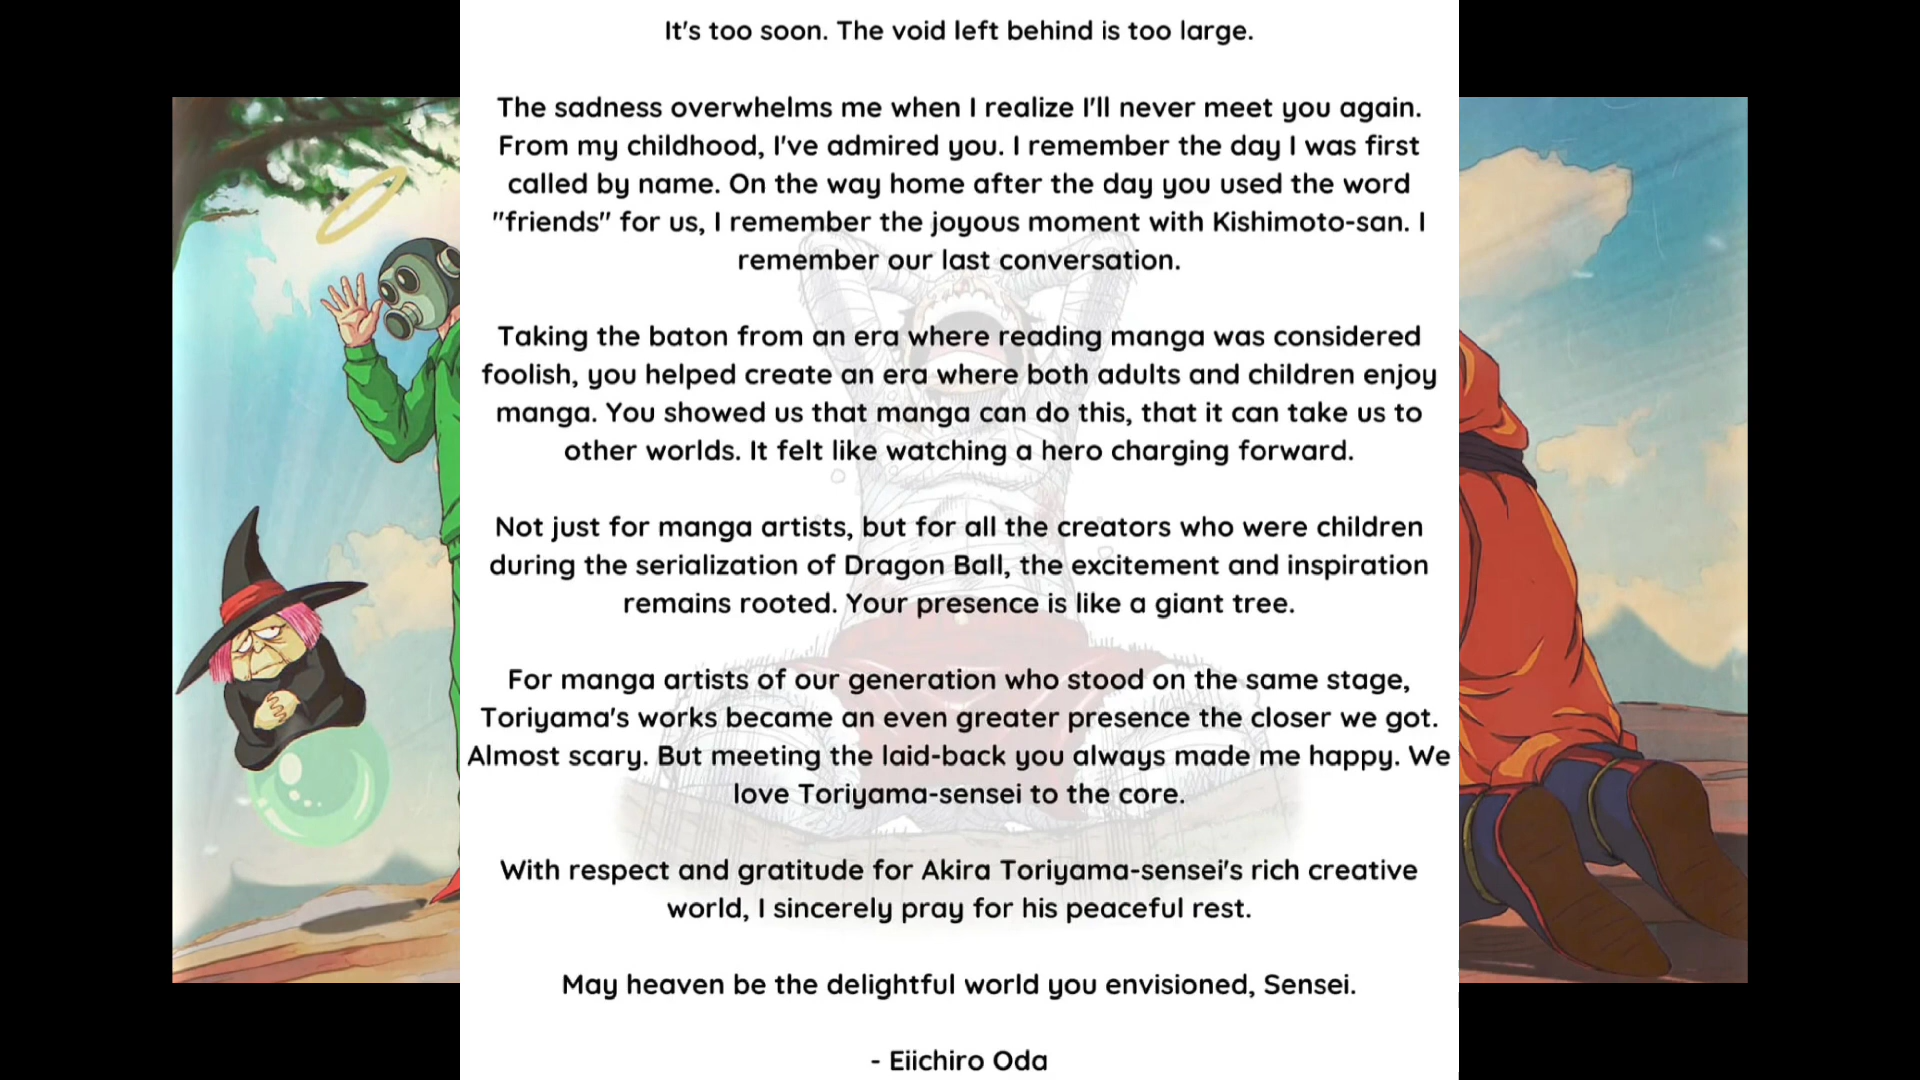 It's too soon. The void left behind is too large.
The sadness overwhelms me when I realize I'll never meet you again.
From my childhood, I've admired you. I remember the day I was first
called by name. On the way home after the day you used the word
"friends" for us, I remember the joyous moment with Kishimoto-san. I
remember our last conversation.
Taking the baton from an era where reading manga was considered
foolish, you helped create an era where both adults and children enjoy
manga. You showed us that manga can do this, that it can take us to
other worlds. It felt like watching a hero charging forward.
Not just for manga artists, but for all the creators who were children
during the serialization of Dragon Ball, the excitement and inspiration
remains rooted. Your presence is like a giant tree.
For manga artists of our generation who stood on the same stage,
Toriyama's works became an even greater presence the closer we got.
Almost scary. But meeting the laid-back you always made me happy. We
love Toriyama-sensei to the core.
With respect and gratitude for Akira Toriyama-sensei's rich creative
world, I sincerely pray for his peaceful rest.
May heaven be the delightful world you envisioned, Sensei.
- Eiichiro Oda